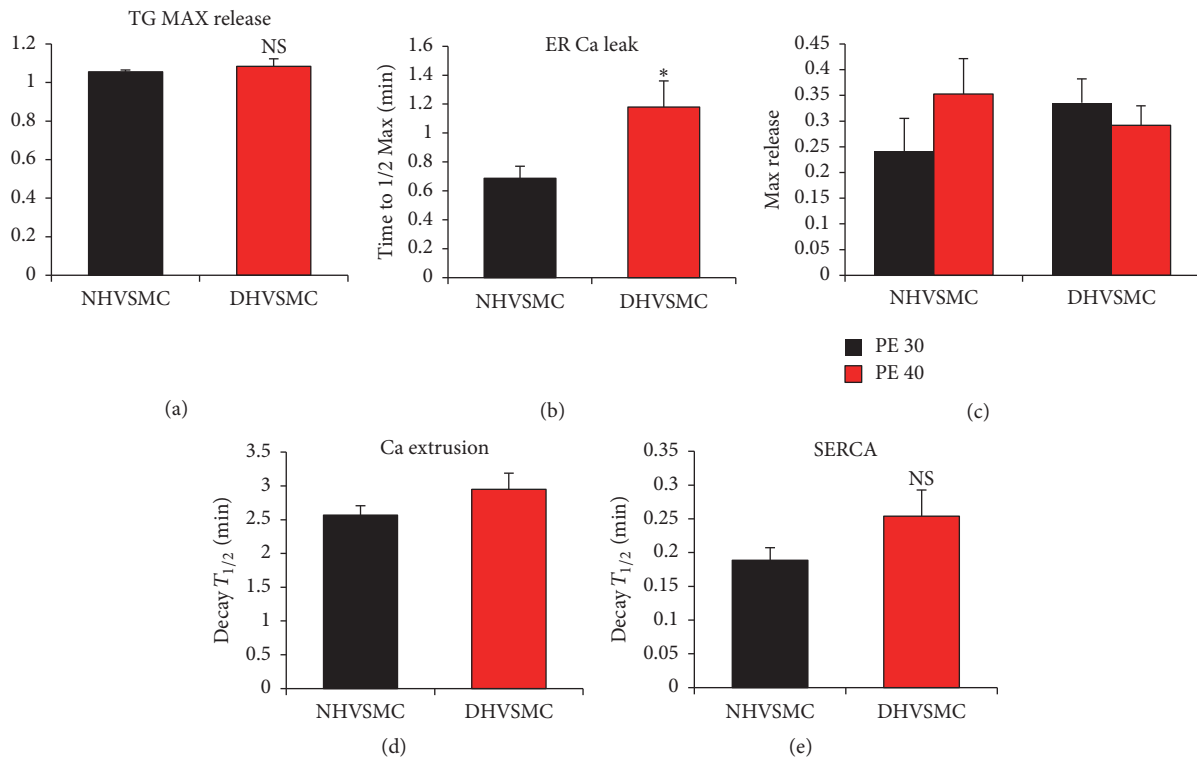 TG MAX release
1.2
1
0.8
0.6
0.4
0.2
0
NS
NHVSMC
DHVSMC
(a)
ER Ca leak
Time to 1/2 Max (min)
1.6
1.4
1.2
1
0.8
0.6
0.4
0.2
0
*
NHVSMC
DHVSMC
(b)
Max release
0.45
0.4
0.35
0.3
0.25
0.2
0.15
0.1
0.05
0
NHVSMC
DHVSMC
PE 30
PE 40
(c)
Ca extrusion
Decay T1/2 (min)
3.5
3
2.5
2
1.5
1
0.5
0
NHVSMC
DHVSMC
(d)
SERCA
Decay T1/2 (min)
0.35
0.3
0.25
0.2
0.15
0.1
0.05
0
NS
NHVSMC
DHVSMC
(e)